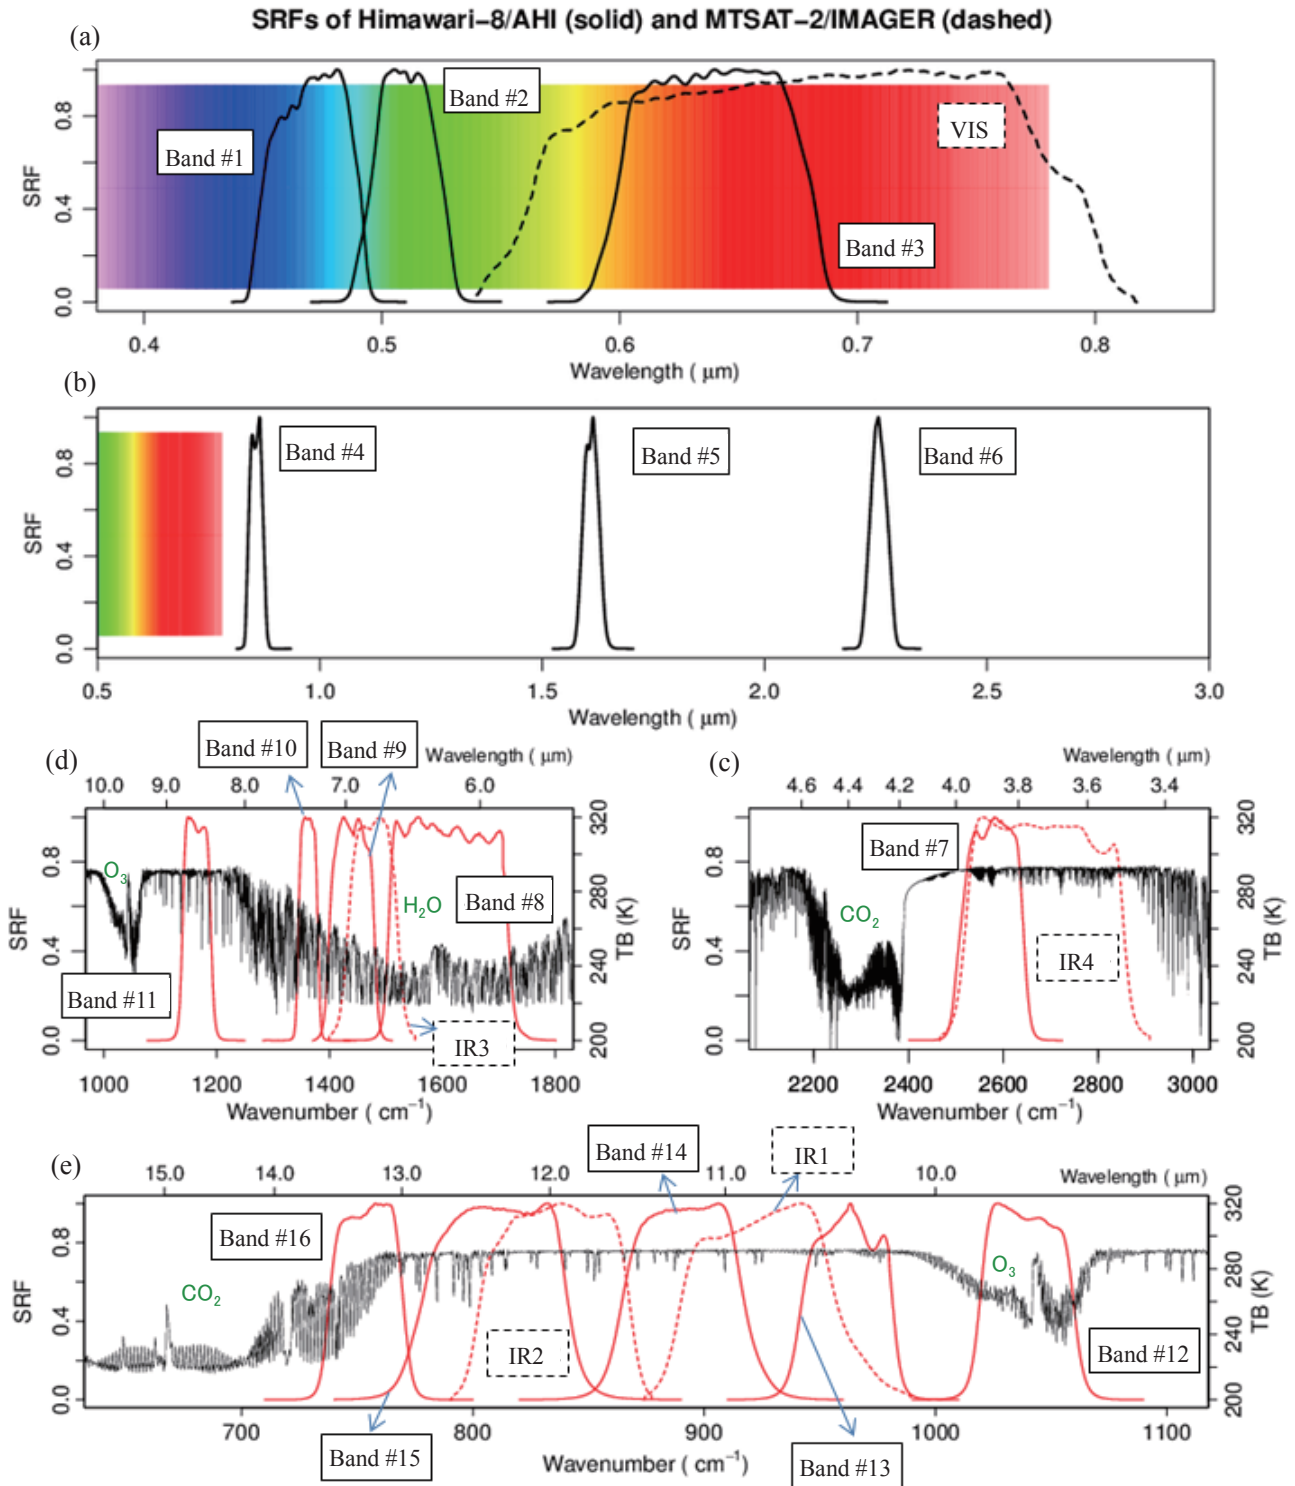 SRFs of Himawari−8/AHI (solid) and MTSAT−2/IMAGER (dashed)
(a)
Band #1
Band #2
VIS
Band #3
SRF
0.0 0.4 0.8
0.4 0.5 0.6 0.7 0.8
Wavelength ( μm)
(b)
Band #4
Band #5
Band #6
SRF
0.0 0.4 0.8
0.5 1.0 1.5 2.0 2.5 3.0
Wavelength ( μm)
(d)
Band #10
Band #9
Wavelength ( μm)
10.0 9.0 8.0 7.0 6.0
O3
H2O
Band #8
Band #11
IR3
SRF
0.0 0.4 0.8
TB (K)
200 240 280 320
1000 1200 1400 1600 1800
Wavenumber ( cm−1)
(c)
Wavelength ( μm)
4.6 4.4 4.2 4.0 3.8 3.6 3.4
Band #7
CO2
IR4
SRF
0.0 0.4 0.8
TB (K)
200 240 280 320
2200 2400 2600 2800 3000
Wavenumber ( cm−1)
(e)
Band #14
IR1
Wavelength ( μm)
15.0 14.0 13.0 12.0 11.0 10.0
Band #16
CO2
O3
IR2
Band #12
Band #15
Band #13
SRF
0.0 0.4 0.8
TB (K)
200 240 280 320
700 800 900 1000 1100
Wavenumber ( cm−1)